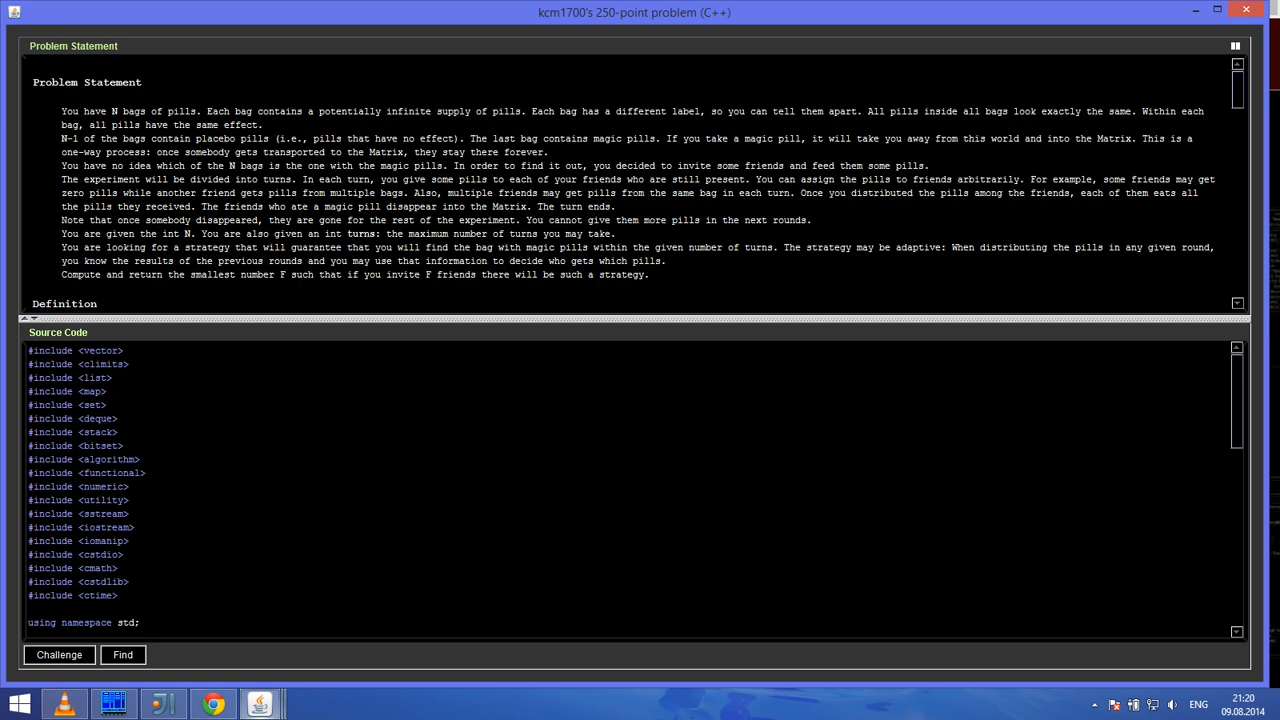 kcm1700's 250-point problem (C++)
Problem Statement
Problem Statement
You have N bags of pills. Each bag contains a potentially infinite supply of pills. Each bag has a different label, so you can tell them apart. All pills inside all bags look exactly the same. Within each
bag, all pills have the same effect.
N-1 of the bags contain placebo pills (i.e., pills that have no effect). The last bag contains magic pills. If you take a magic pill, it will take you away from this world and into the Matrix. This is a
one-way process: once somebody gets transported to the Matrix, they stay there forever.
You have no idea which of the N bags is the one with the magic pills. In order to find it out, you decided to invite some friends and feed them some pills.
The experiment will be divided into turns. In each turn, you give some pills to each of your friends who are still present. You can assign the pills to friends arbitrarily. For example, some friends may get
zero pills while another friend gets pills from multiple bags. Also, multiple friends may get pills from the same bag in each turn. Once you distributed the pills among the friends, each of them eats all
the pills they received. The friends who ate a magic pill disappear into the Matrix. The turn ends.
Note that once somebody disappeared, they are gone for the rest of the experiment. You cannot give them more pills in the next rounds.
You are given the int N. You are also given an int turns: the maximum number of turns you may take.
You are looking for a strategy that will guarantee that you will find the bag with magic pills within the given number of turns. The strategy may be adaptive: When distributing the pills in any given round,
you know the results of the previous rounds and you may use that information to decide who gets which pills.
Compute and return the smallest number F such that if you invite F friends there will be such a strategy.
Definition
Source Code
#include <vector>
#include <climits>
#include <list>
#include <map>
#include <set>
#include <deque>
#include <stack>
#include <bitset>
#include <algorithm>
#include <functional>
#include <numeric>
#include <utility>
#include <sstream>
#include <iostream>
#include <iomanip>
#include <cstdio>
#include <cmath>
#include <cstdlib>
#include <ctime>
using namespace std;
Challenge
Find
ENG
21:20
09.08.2014